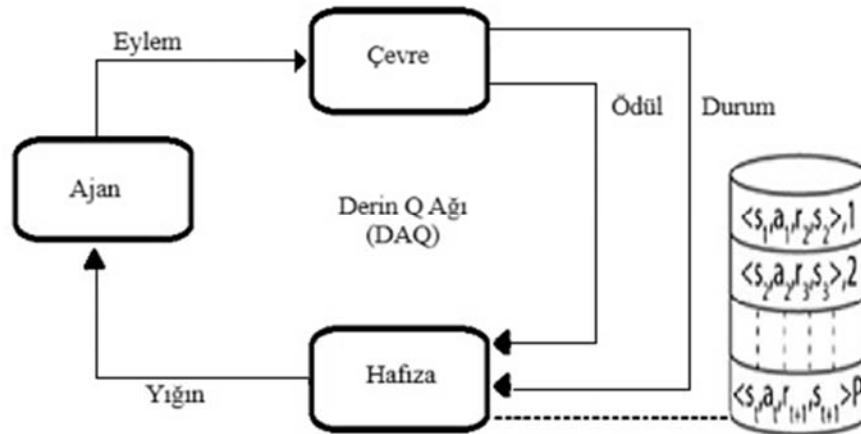 Eylem
Çevre
Ödül
Durum
Ajan
Derin Q Ağı
(DAQ)
<s₁,a₁,r₂,s₂>,1
<s₂,a₂,r₃,s₃>,2
<sₜ,aₜ,rₜ₊₁,sₜ₊₁>P
Hafıza
Yığın